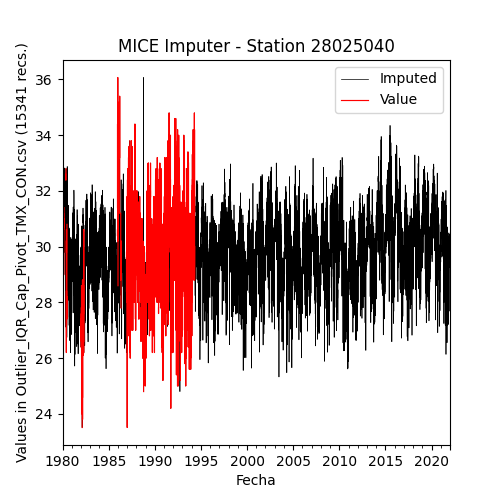 MICE Imputer - Station 28025040
Imputed
Value
Values in Outlier_IQR_Cap_Pivot_TMX_CON.csv (15341 recs.)
36
34
32
30
28
26
24
1980 1985 1990 1995 2000 2005 2010 2015 2020
Fecha